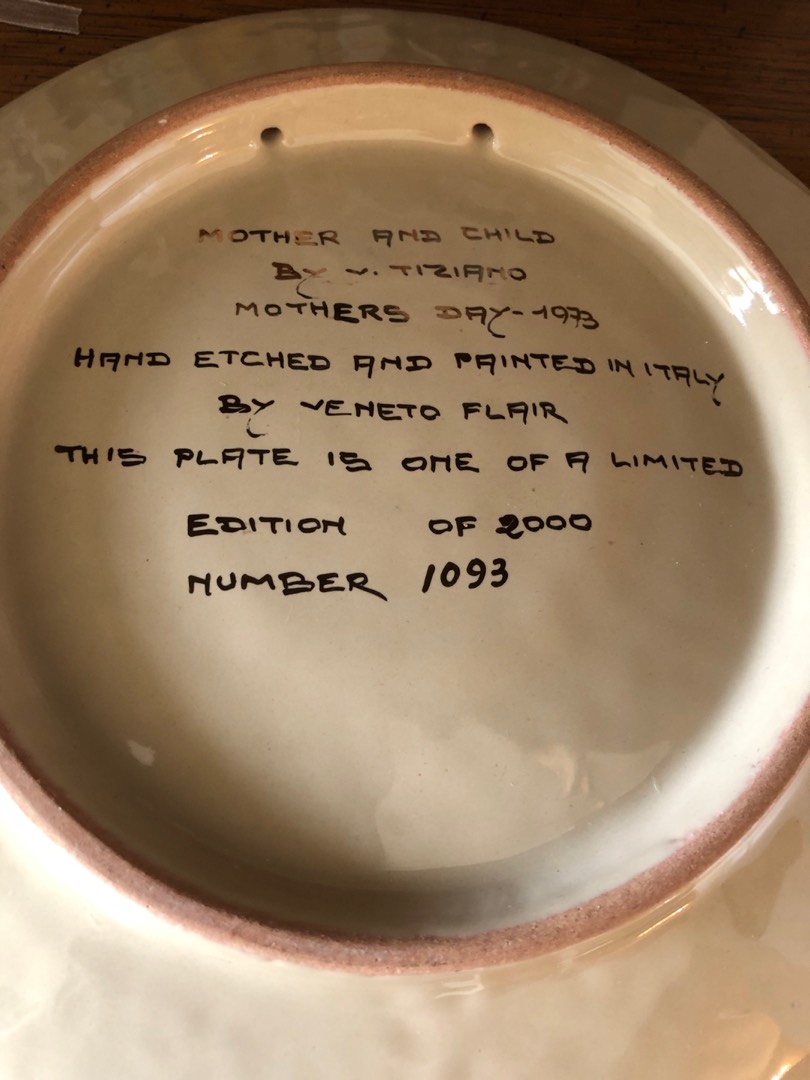 MOTHER AND CHILD
BY V. TIZIANO
MOTHERS DAY-1973
HAND ETCHED AND PAINTED IN ITALY
BY VENETO FLAIR
THIS PLATE IS ONE OF A LIMITED
EDITION OF 2000
NUMBER 1093